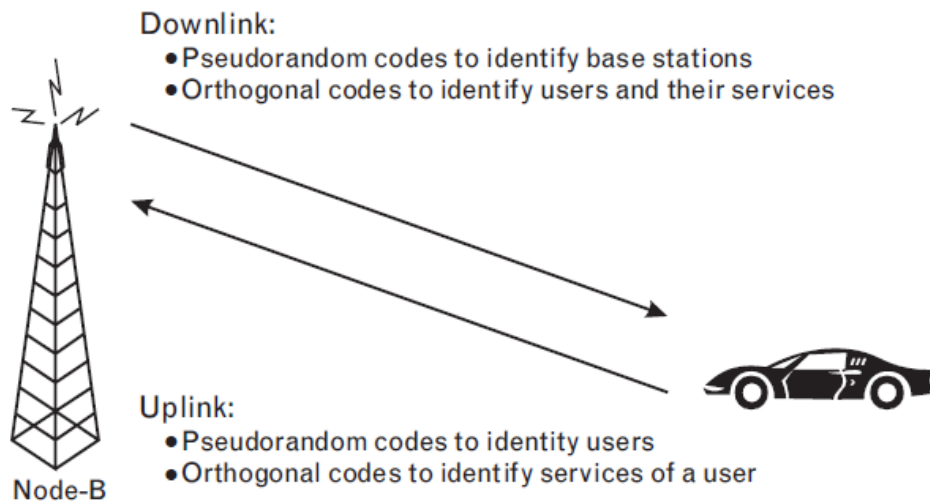 Downlink:
●Pseudorandom codes to identify base stations
●Orthogonal codes to identify users and their services
Uplink:
●Pseudorandom codes to identity users
●Orthogonal codes to identify services of a user
Node-B